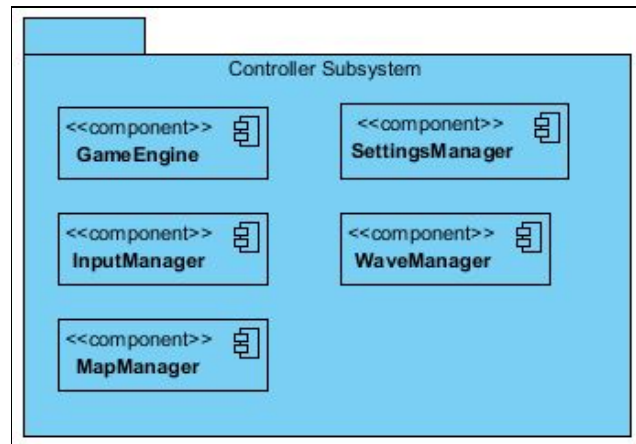 Controller Subsystem
<<component>>
GameEngine
<<component>>
SettingsManager
<<component>>
InputManager
<<component>>
WaveManager
<<component>>
MapManager